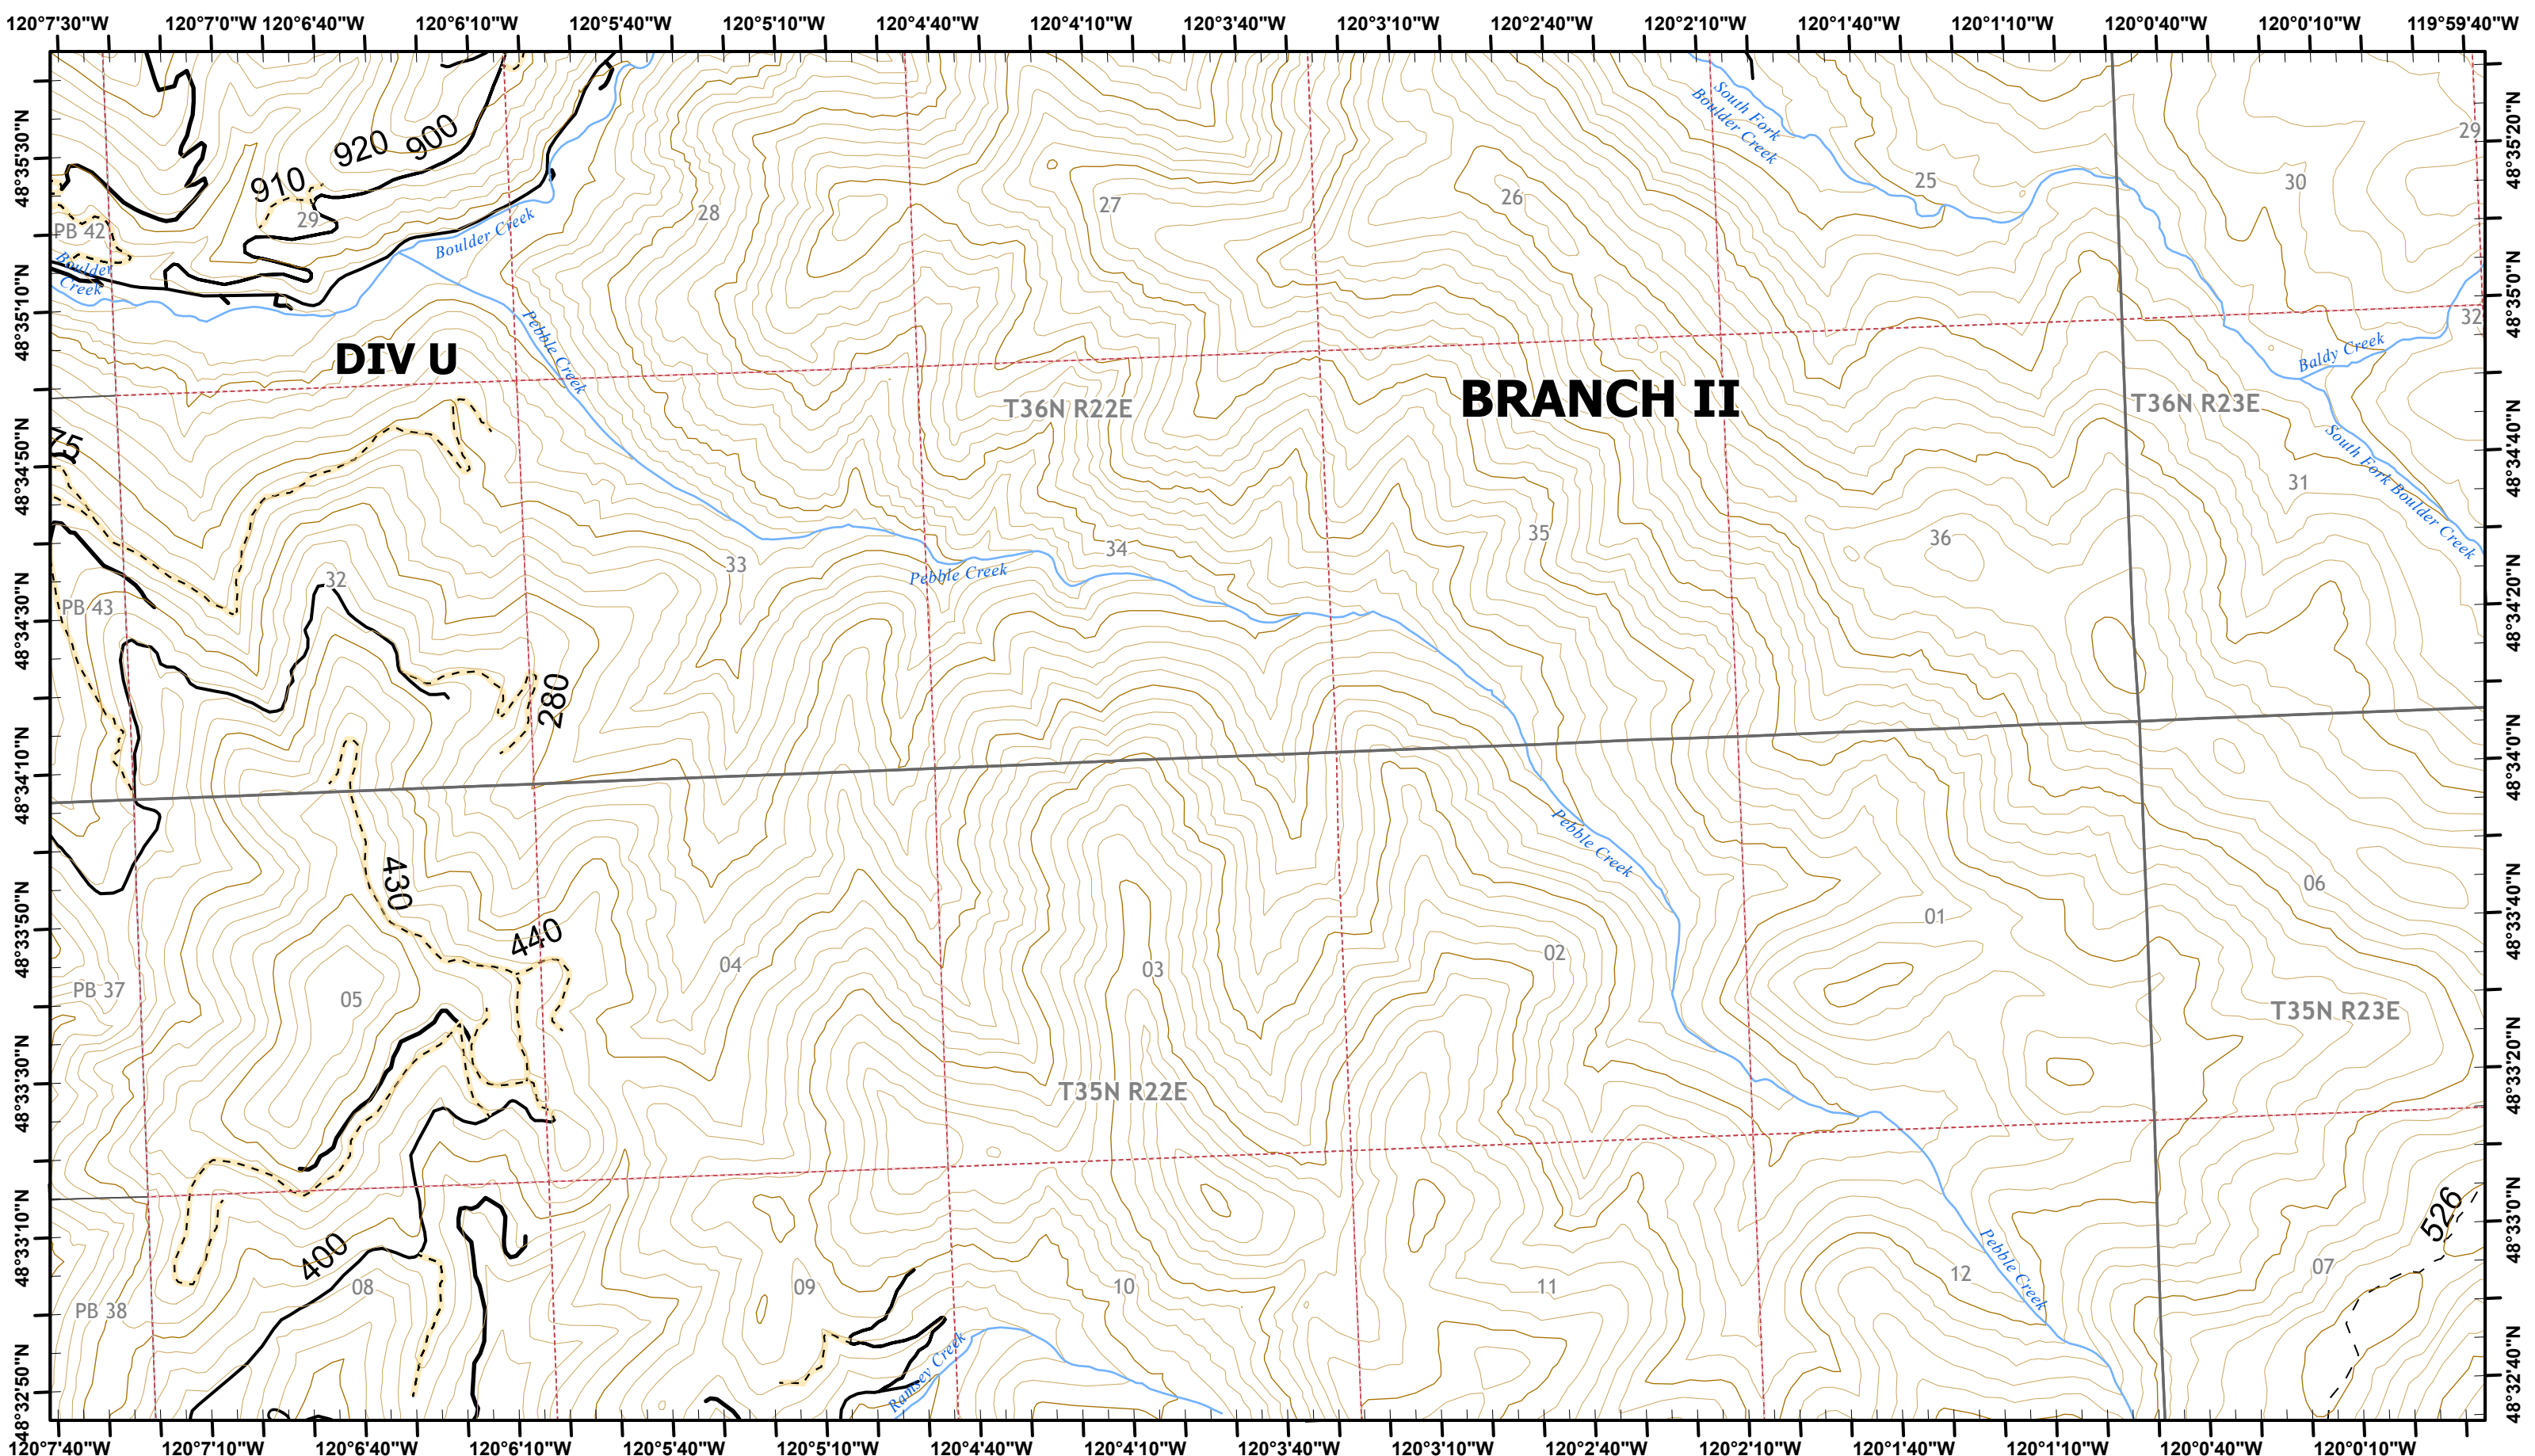 120°7'30"W 120°7'0"W 120°6'40"W 120°6'10"W 120°5'40"W 120°5'10"W 120°4'40"W 120°4'10"W 120°3'40"W 120°3'10"W 120°2'40"W 120°2'10"W 120°1'40"W 120°1'10"W 120°0'40"W 120°0'10"W 119°59'40"W
48°35'30"N
48°35'10"N
48°34'50"N
48°34'30"N
48°34'10"N
48°33'50"N
48°33'30"N
48°33'10"N
48°32'50"N
910 920 900
29
PB 42
Boulder
Creek
Boulder Creek
28
27
26
South Fork
Boulder Creek
25
30
29
32
Pebble Creek
DIV U
T36N R22E
BRANCH II
T36N R23E
Baldy Creek
South Fork Boulder Creek
31
75
32
PB 43
33
Pebble Creek
34
35
36
280
430
440
Pebble Creek
01
06
PB 37
05
04
03
02
T35N R22E
T35N R23E
400
08
PB 38
09
10
Ramsey Creek
11
12
Pebble Creek
07
526
48°35'20"N
48°35'0"N
48°34'40"N
48°34'20"N
48°34'0"N
48°33'40"N
48°33'20"N
48°33'0"N
48°32'40"N
120°7'40"W 120°7'10"W 120°6'40"W 120°6'10"W 120°5'40"W 120°5'10"W 120°4'40"W 120°4'10"W 120°3'40"W 120°3'10"W 120°2'40"W 120°2'10"W 120°1'40"W 120°1'10"W 120°0'40"W 120°0'10"W